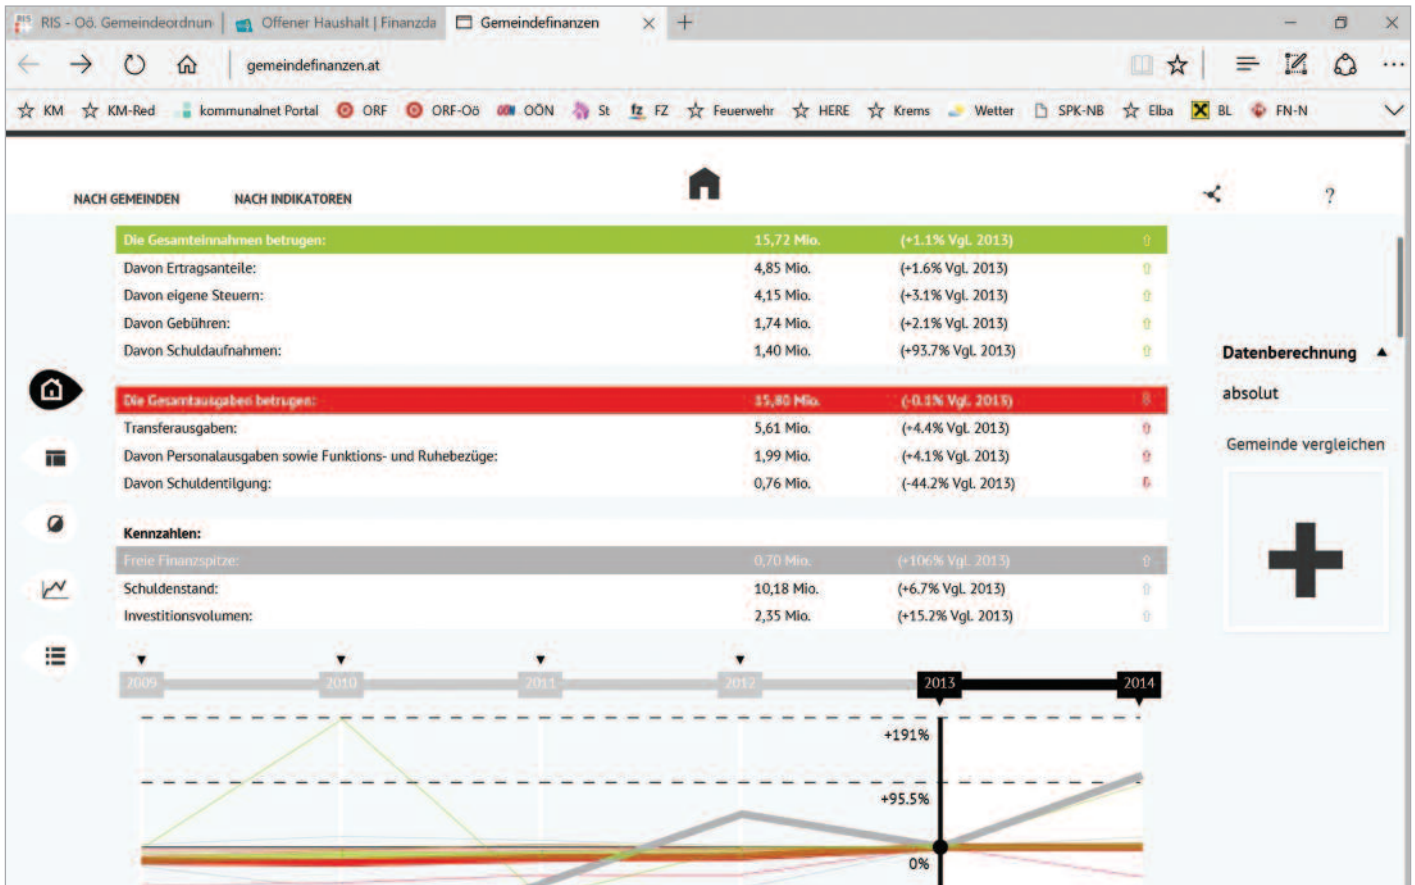 RIS - Oö. Gemeindeordnun
Offener Haushalt | Finanzda
Gemeindefinanzen
gemeindefinanzen.at
KM KM-Red kommunalnet Portal ORF ORF-Oö OÖN St fz FZ Feuerwehr HERE Krems Wetter SPK-NB Elba BL FN-N
NACH GEMEINDEN NACH INDIKATOREN ?
Die Gesamteinnahmen betrugen: 15,72 Mio. (+1.1% Vgl. 2013)
Davon Ertragsanteile: 4,85 Mio. (+1.6% Vgl. 2013)
Davon eigene Steuern: 4,15 Mio. (+3.1% Vgl. 2013)
Davon Gebühren: 1,74 Mio. (+2.1% Vgl. 2013)
Davon Schuldaufnahmen: 1,40 Mio. (+93.7% Vgl. 2013)
Die Gesamtausgaben betrugen: 15,80 Mio. (-0.1% Vgl. 2013)
Transferausgaben: 5,61 Mio. (+4.4% Vgl. 2013)
Davon Personalausgaben sowie Funktions- und Ruhebezüge: 1,99 Mio. (+4.1% Vgl. 2013)
Davon Schuldentilgung: 0,76 Mio. (-44.2% Vgl. 2013)
Kennzahlen:
Freie Finanzspitze: 0,70 Mio. (+106% Vgl. 2013)
Schuldenstand: 10,18 Mio. (+6.7% Vgl. 2013)
Investitionsvolumen: 2,35 Mio. (+15.2% Vgl. 2013)
Datenberechnung
absolut
Gemeinde vergleichen
2009 2010 2011 2012 2013 2014
+191%
+95.5%
0%